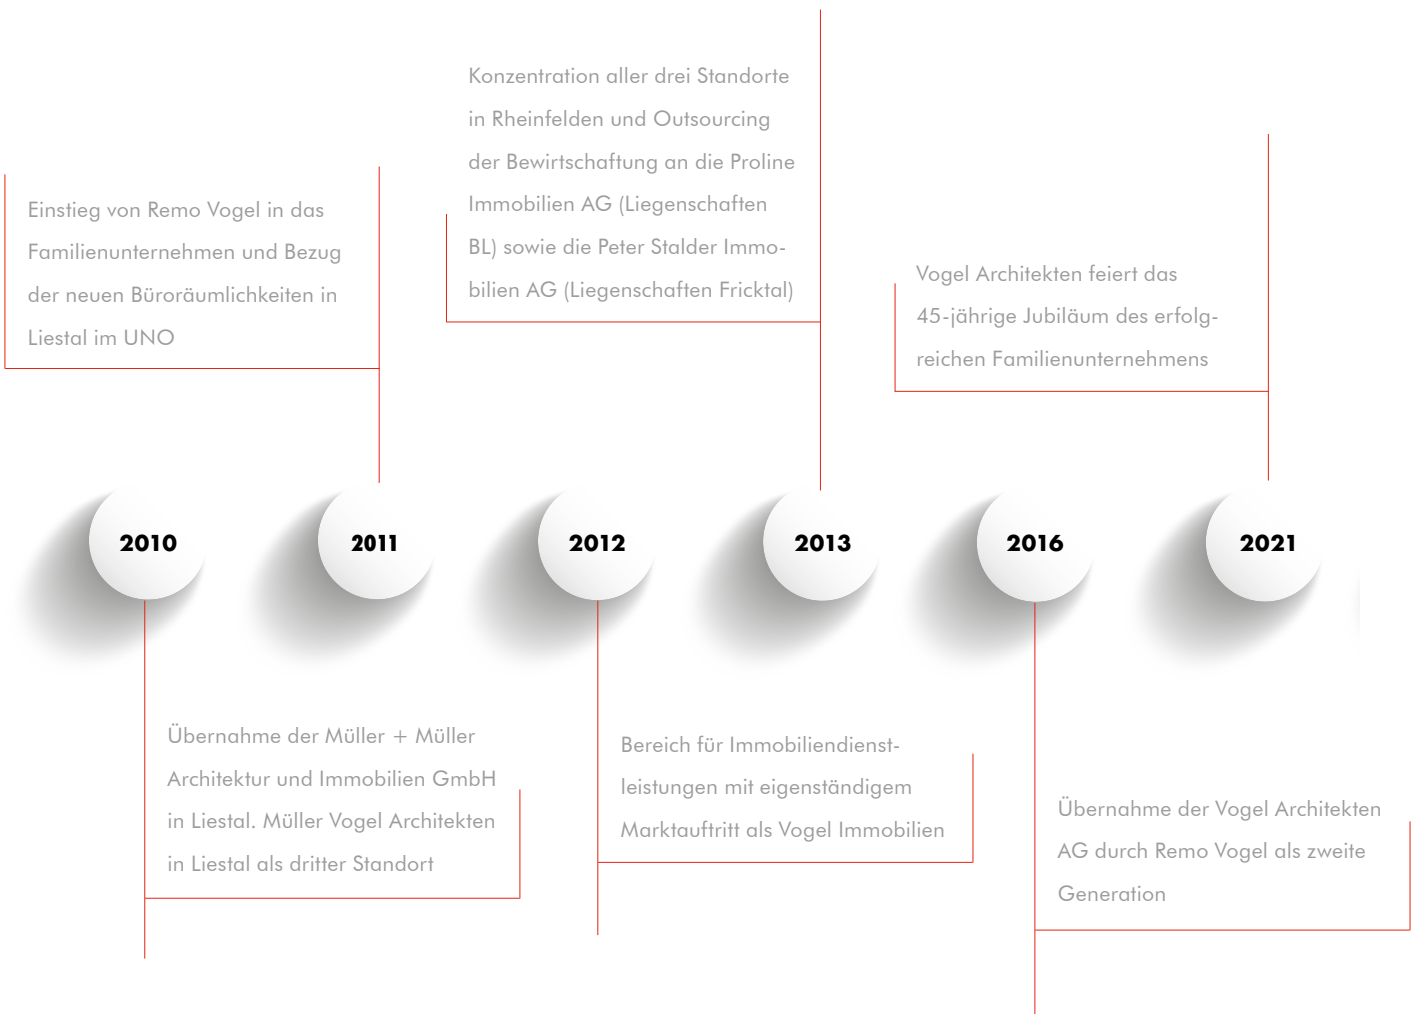 Konzentration aller drei Standorte
in Rheinfelden und Outsourcing
der Bewirtschaftung an die Proline
Immobilien AG (Liegenschaften
BL) sowie die Peter Stalder Immo-
bilien AG (Liegenschaften Fricktal)
Einstieg von Remo Vogel in das
Familienunternehmen und Bezug
der neuen Büroräumlichkeiten in
Liestal im UNO
Vogel Architekten feiert das
45-jährige Jubiläum des erfolg-
reichen Familienunternehmens
2010
2011
2012
2013
2016
2021
Übernahme der Müller + Müller
Architektur und Immobilien GmbH
in Liestal. Müller Vogel Architekten
in Liestal als dritter Standort
Bereich für Immobiliendienst-
leistungen mit eigenständigem
Marktauftritt als Vogel Immobilien
Übernahme der Vogel Architekten
AG durch Remo Vogel als zweite
Generation